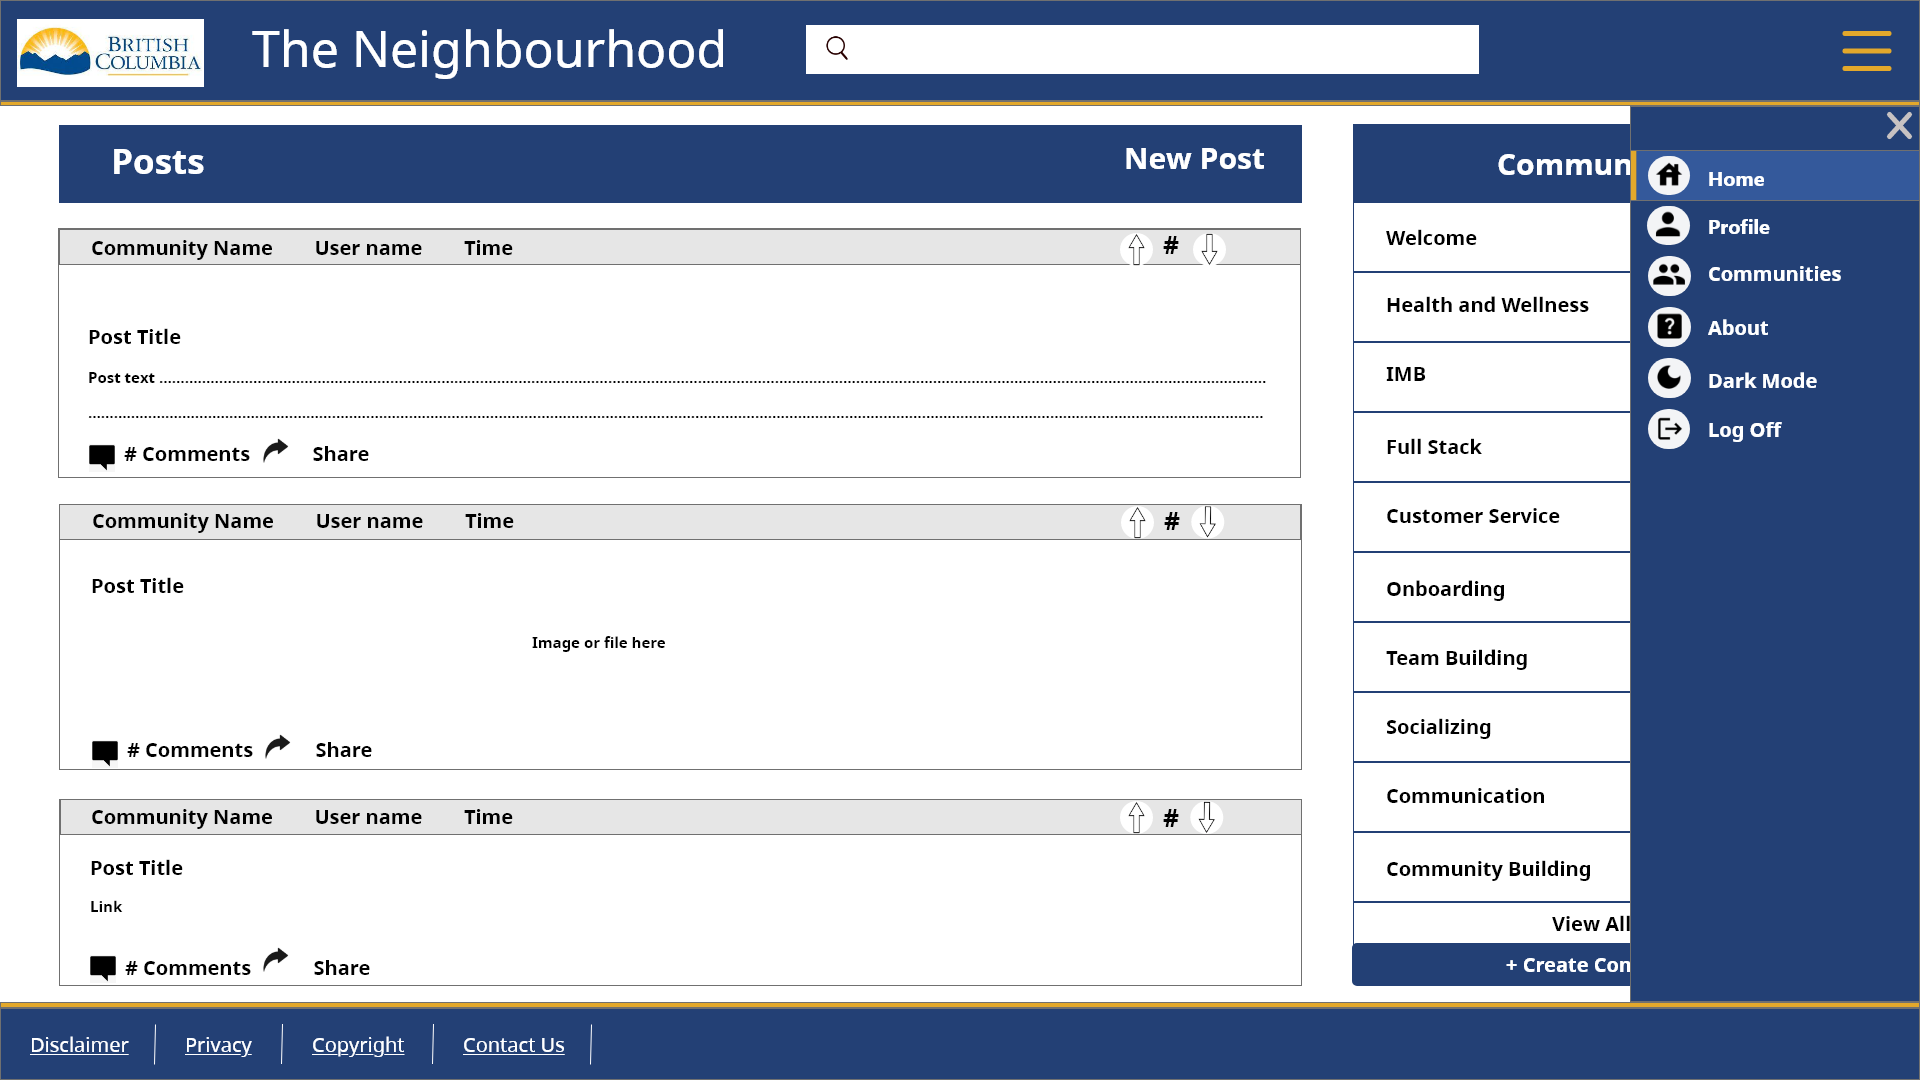 BRITISH
COLUMBIA
The Neighbourhood
Posts
New Post
Community Name User name Time #
Post Title
Post text ................................................................................
................................................................................
# Comments Share
Community Name User name Time #
Post Title
Image or file here
# Comments Share
Community Name User name Time #
Post Title
Link
# Comments Share
Commun
Welcome
Health and Wellness
IMB
Full Stack
Customer Service
Onboarding
Team Building
Socializing
Communication
Community Building
View All
+ Create Con
Home
Profile
Communities
? About
Dark Mode
Log Off
Disclaimer Privacy Copyright Contact Us